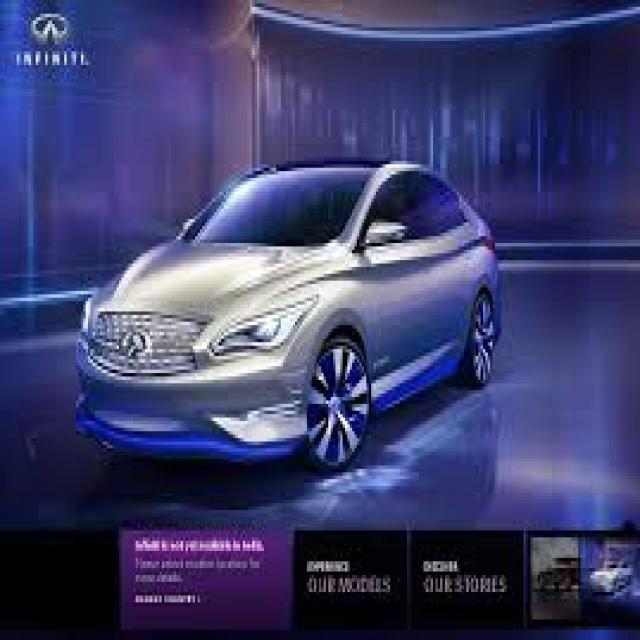 INFINITI.
Infiniti is not yet available in India.
Please select another location for
more details.
EXPERIENCE
OUR MODELS
DISCOVER
OUR STORIES